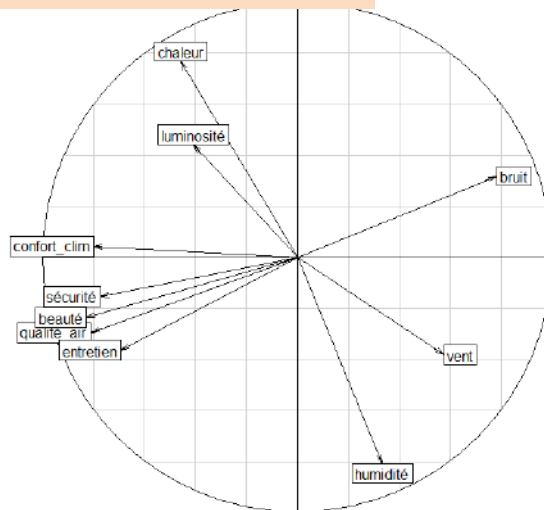 chaleur
luminosité
bruit
confort_clim
sécurité
beauté
qualité_air
entretien
vent
humidité